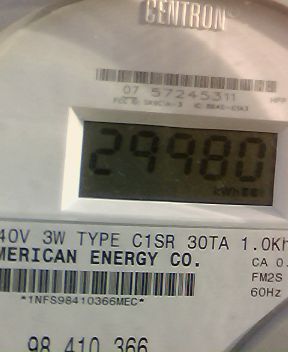 CENTRON
07 57245311
29980
kWh
40V 3W TYPE C1SR 30TA 1.0Kh
MERICAN ENERGY CO.
CA 0.
FM2S
60Hz
*1NFS98410366MEC*
98 410 366